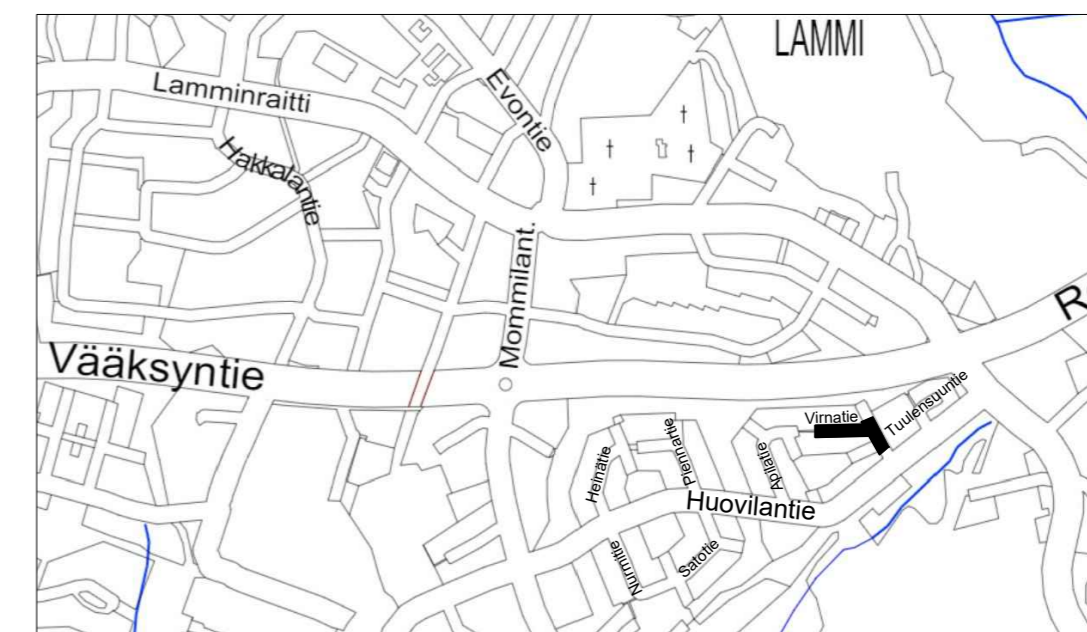 LAMMI
Lamminraitti
Evontie
Hakkalantie
Mommilant.
R
Vääksyntie
Virnatie
Tuulensuuntie
Piennartie
Heinätie
Apilatie
Huovilantie
Nurmitie
Satotie